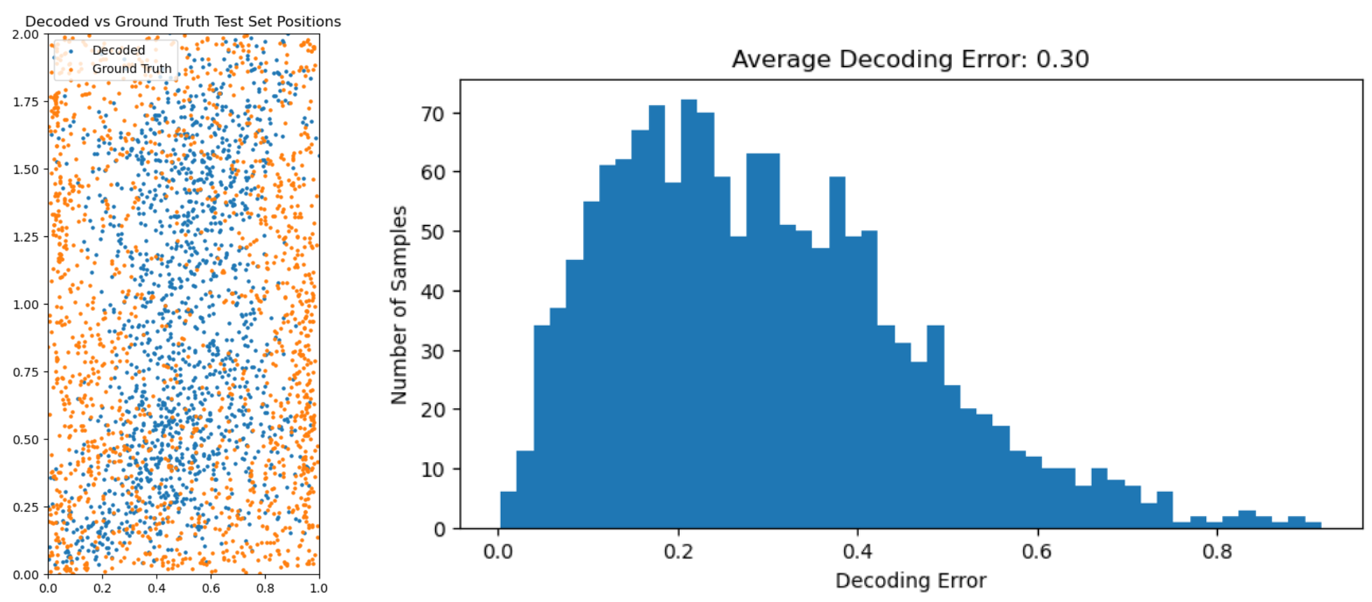 Decoded vs Ground Truth Test Set Positions
2.00
1.75
1.50
1.25
1.00
0.75
0.50
0.25
0.00
0.0 0.2 0.4 0.6 0.8 1.0
Decoded
Ground Truth
Average Decoding Error: 0.30
Number of Samples
70
60
50
40
30
20
10
0
0.0 0.2 0.4 0.6 0.8
Decoding Error